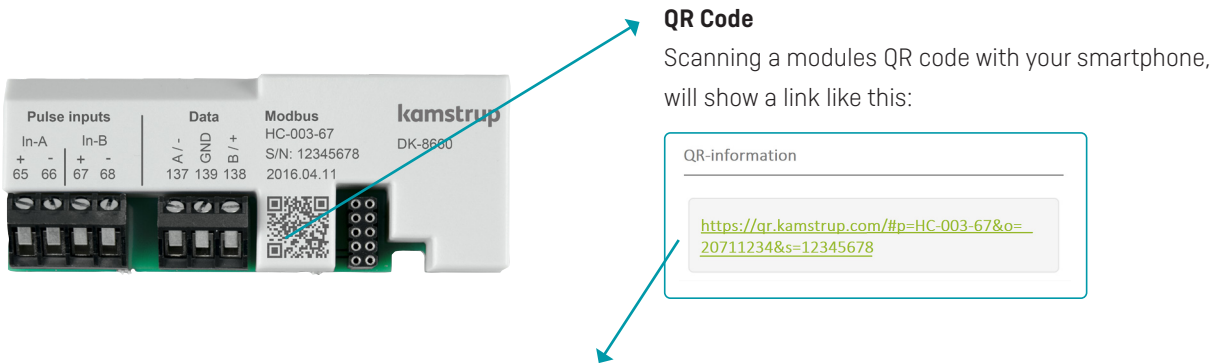 QR Code
Scanning a modules QR code with your smartphone,
will show a link like this:
Pulse inputs
In-A In-B
+ - + -
65 66 67 68
Data
A / - GND B / +
137 139 138
Modbus
HC-003-67
S/N: 12345678
2016.04.11
kamstrup
DK-8660
QR-information
https://qr.kamstrup.com/#p=HC-003-67&o=
20711234&s=12345678